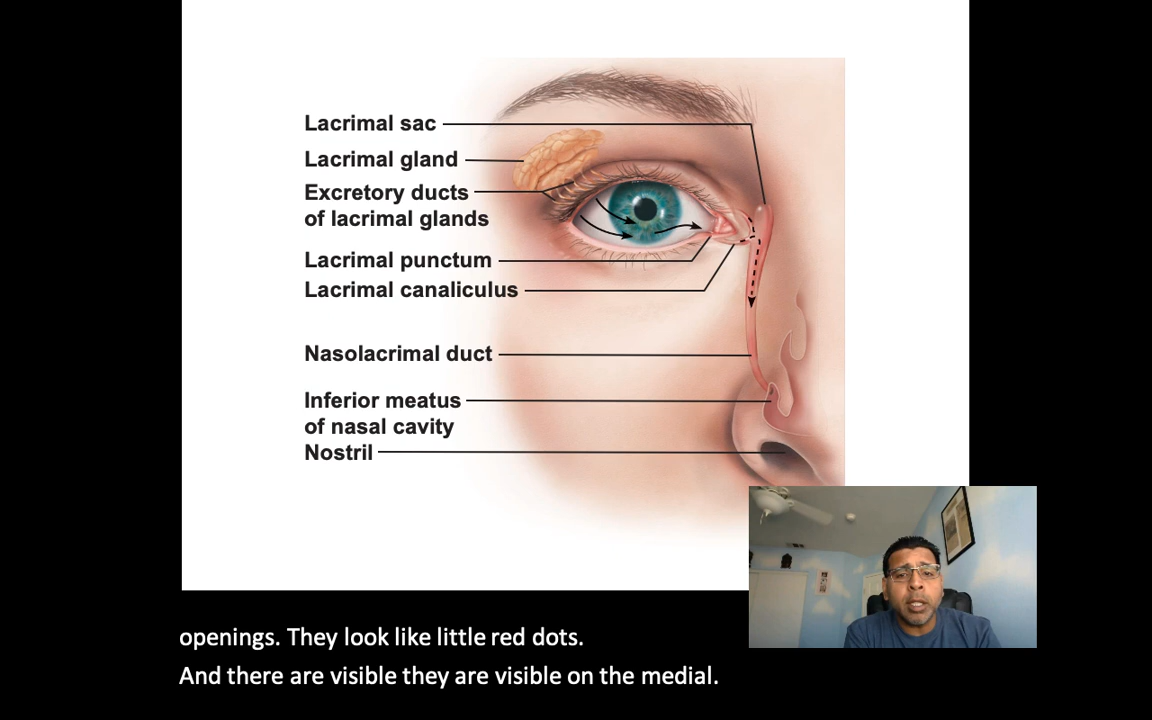 Lacrimal sac
Lacrimal gland
Excretory ducts
of lacrimal glands
Lacrimal punctum
Lacrimal canaliculus
Nasolacrimal duct
Inferior meatus
of nasal cavity
Nostril
openings. They look like little red dots.
And there are visible they are visible on the medial.